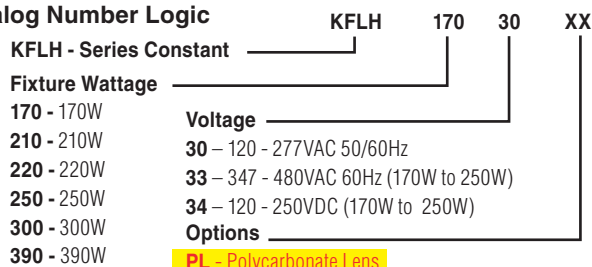 alog Number Logic
KFLH 170 30 XX
KFLH - Series Constant
Fixture Wattage
170 - 170W
210 - 210W
220 - 220W
250 - 250W
300 - 300W
390 - 390W
Voltage
30 – 120 - 277VAC 50/60Hz
33 – 347 - 480VAC 60Hz (170W to 250W)
34 – 120 - 250VDC (170W to 250W)
Options
PL - Polycarbonate Lens